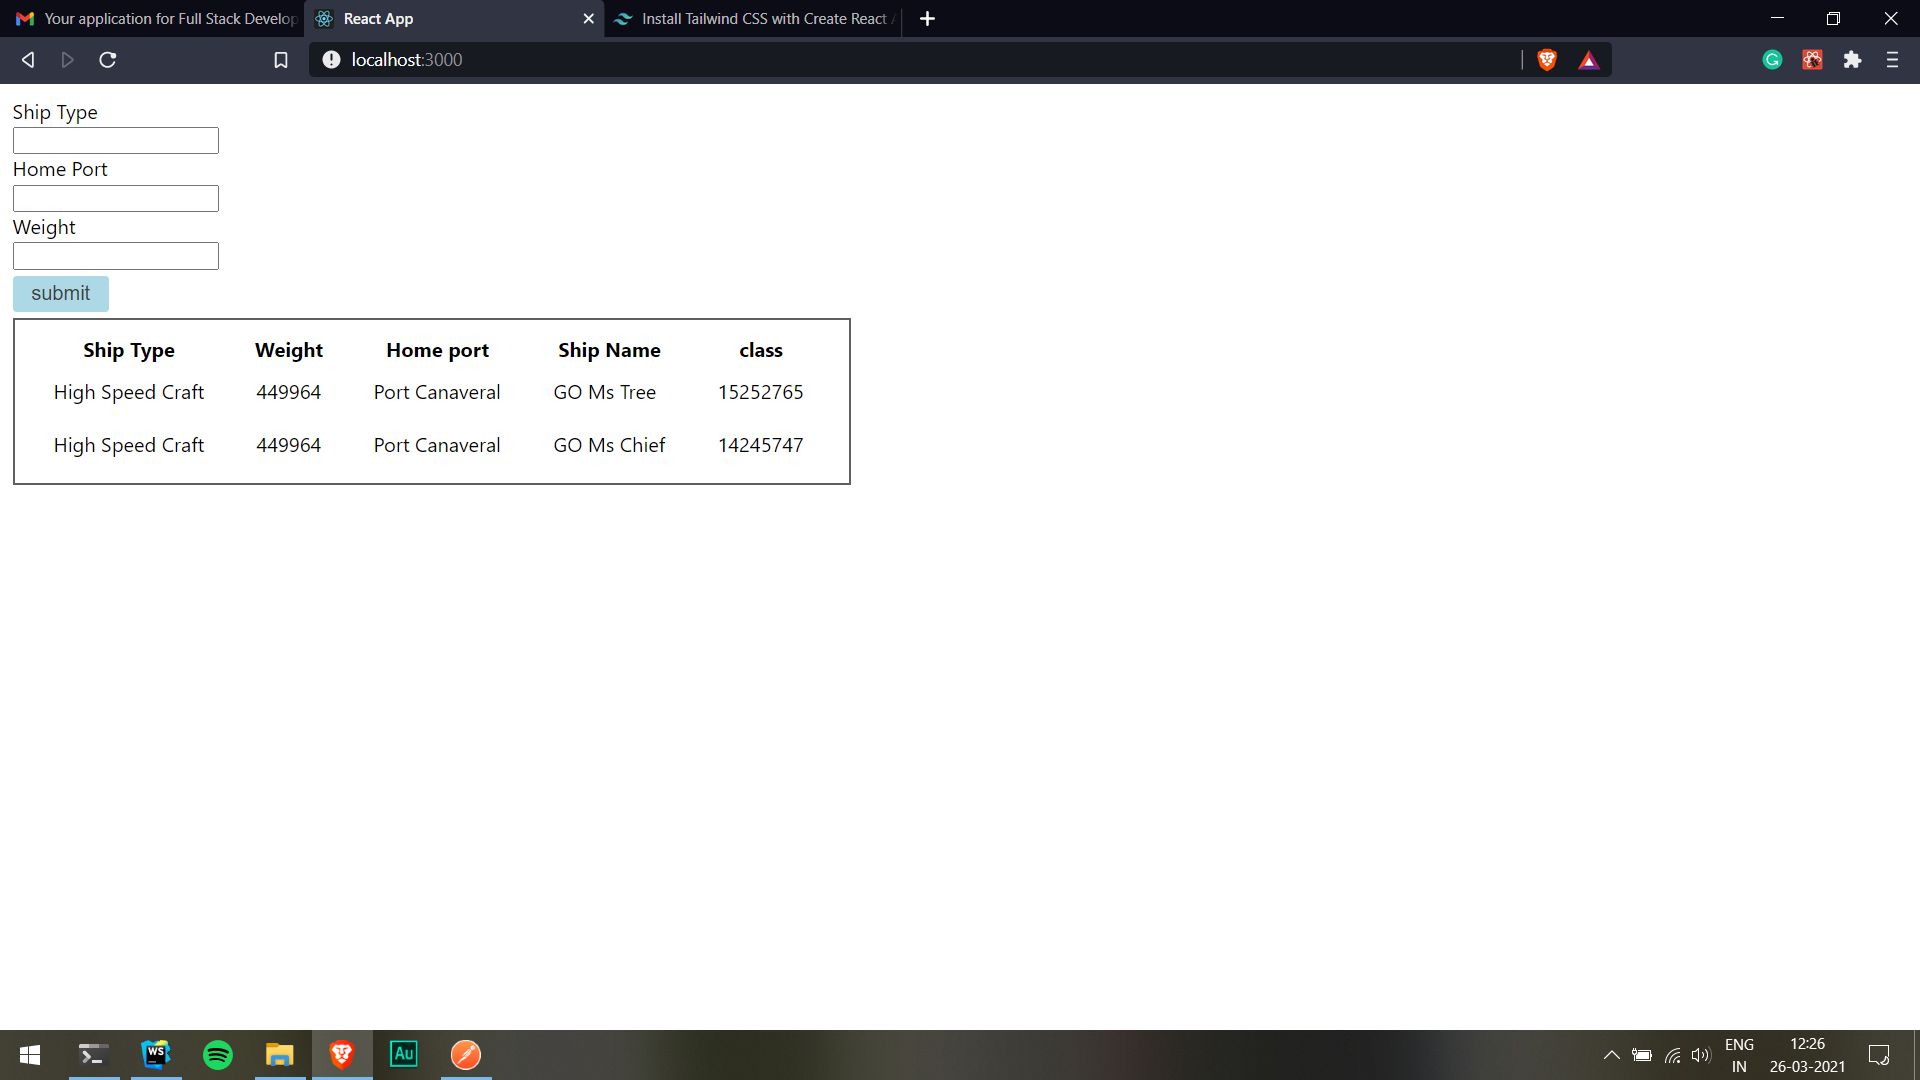 Your application for Full Stack Develop
React App
Install Tailwind CSS with Create React A
localhost:3000
Ship Type
Home Port
Weight
submit
Ship Type Weight Home port Ship Name class
High Speed Craft 449964 Port Canaveral GO Ms Tree 15252765
High Speed Craft 449964 Port Canaveral GO Ms Chief 14245747
WS
Au
ENG
IN
12:26
26-03-2021